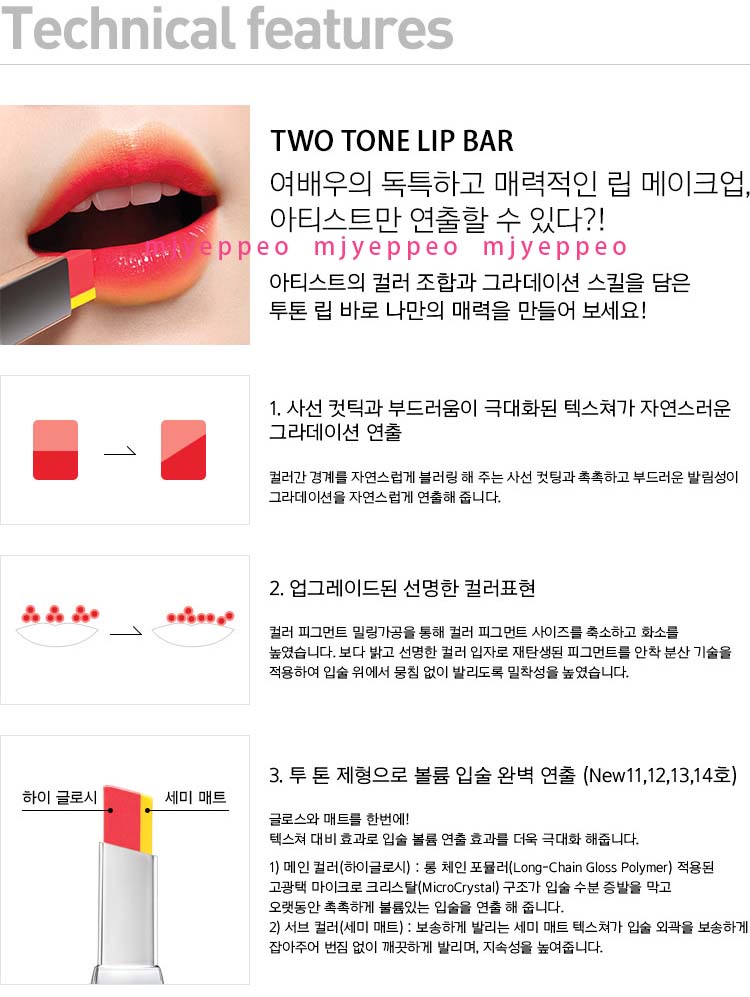 Technical features
TWO TONE LIP BAR
여배우의 독특하고 매력적인 립 메이크업,
아티스트만 연출할 수 있다?!
mjyeppeo mjyeppeo mjyeppeo
아티스트의 컬러 조합과 그라데이션 스킬을 담은
투톤 립 바로 나만의 매력을 만들어 보세요!
1. 사선 컷틱과 부드러움이 극대화된 텍스쳐가 자연스러운
그라데이션 연출
컬러간 경계를 자연스럽게 블러링 해 주는 사선 컷팅과 촉촉하고 부드러운 발림성이
그라데이션을 자연스럽게 연출해 줍니다.
2. 업그레이드된 선명한 컬러표현
컬러 피그먼트 밀링가공을 통해 컬러 피그먼트 사이즈를 축소하고 화소를
높였습니다. 보다 밝고 선명한 컬러 입자로 재탄생된 피그먼트를 안착 분산 기술을
적용하여 입술 위에서 뭉침 없이 발리도록 밀착성을 높였습니다.
하이 글로시 세미 매트
3. 투 톤 제형으로 볼륨 입술 완벽 연출 (New11,12,13,14호)
글로스와 매트를 한번에!
텍스쳐 대비 효과로 입술 볼륨 연출 효과를 더욱 극대화 해줍니다.
1) 메인 컬러(하이글로시) : 롱 체인 포뮬러(Long-Chain Gloss Polymer) 적용된
고광택 마이크로 크리스탈(MicroCrystal) 구조가 입술 수분 증발을 막고
오랫동안 촉촉하게 볼륨있는 입술을 연출 해 줍니다.
2) 서브 컬러(세미 매트) : 보송하게 발리는 세미 매트 텍스쳐가 입술 외곽을 보송하게
잡아주어 번짐 없이 깨끗하게 발리며, 지속성을 높여줍니다.